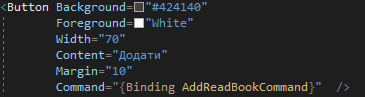 <Button Background="#424140"
Foreground="White"
Width="70"
Content="Додати"
Margin="10"
Command="{Binding AddReadBookCommand}" />